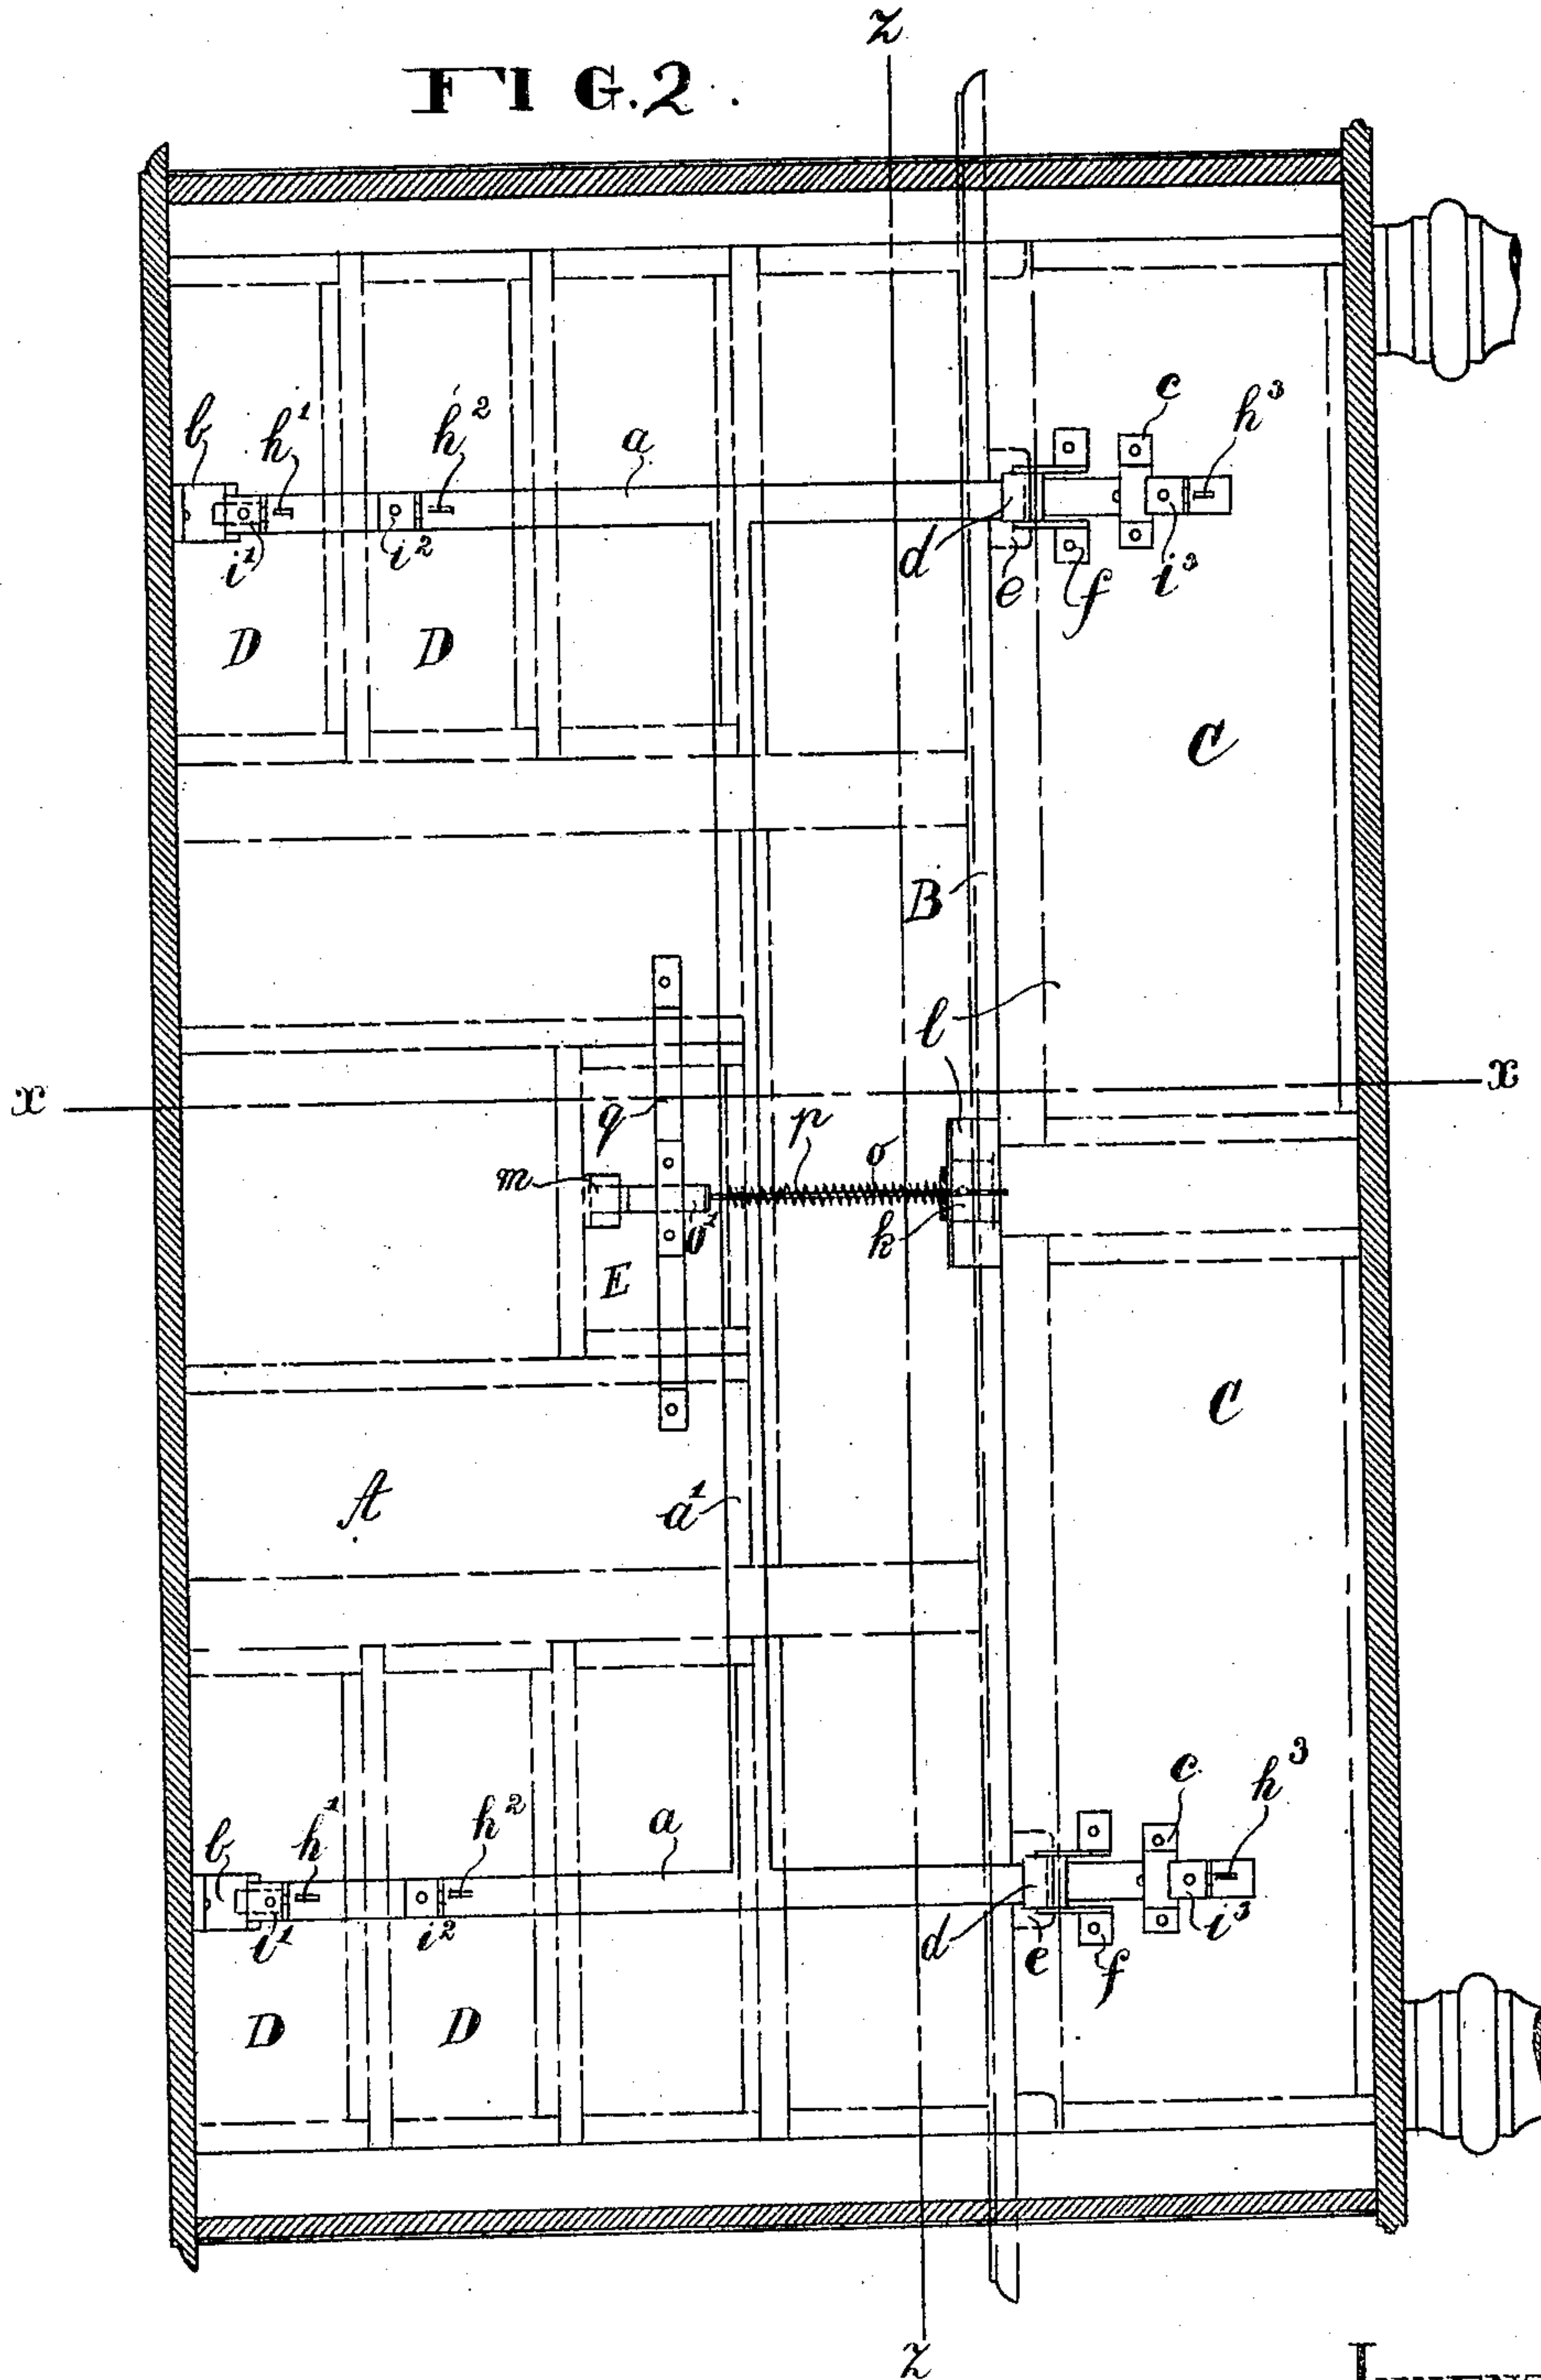 FIG. 2.
z
b
h¹
h²
a
c
h³
i¹
i²
d
e
f
i³
D
D
C
B
l
x
x
q
p
o
m
o¹
k
E
C
A
a¹
b
h¹
h²
a
c
h³
i¹
i²
d
e
f
i³
D
D
z